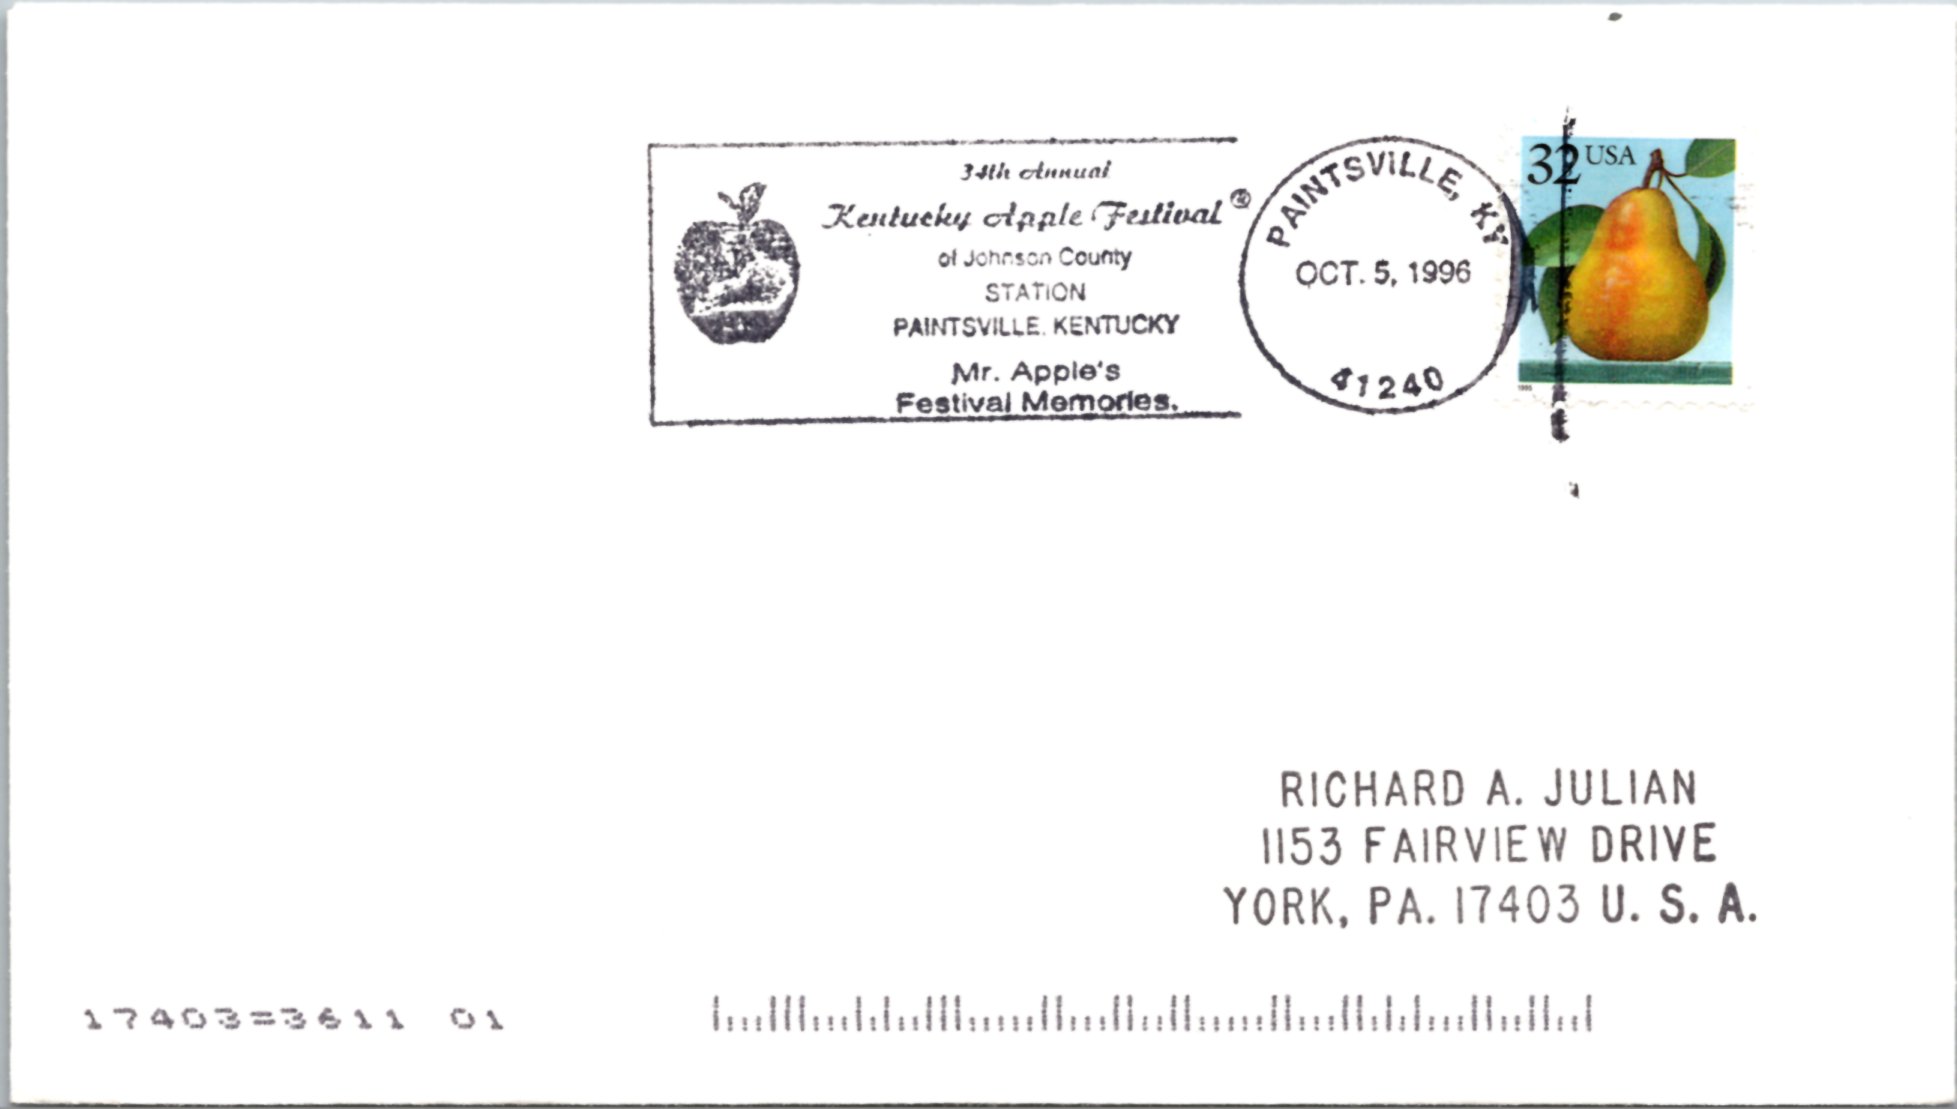 34th Annual
Kentucky Apple Festival®
of Johnson County
STATION
PAINTSVILLE, KENTUCKY
Mr. Apple's
Festival Memories.
PAINTSVILLE, KY
OCT. 5, 1996
41240
32 USA
1995
RICHARD A. JULIAN
1153 FAIRVIEW DRIVE
YORK, PA. 17403 U. S. A.
17403=3611 01